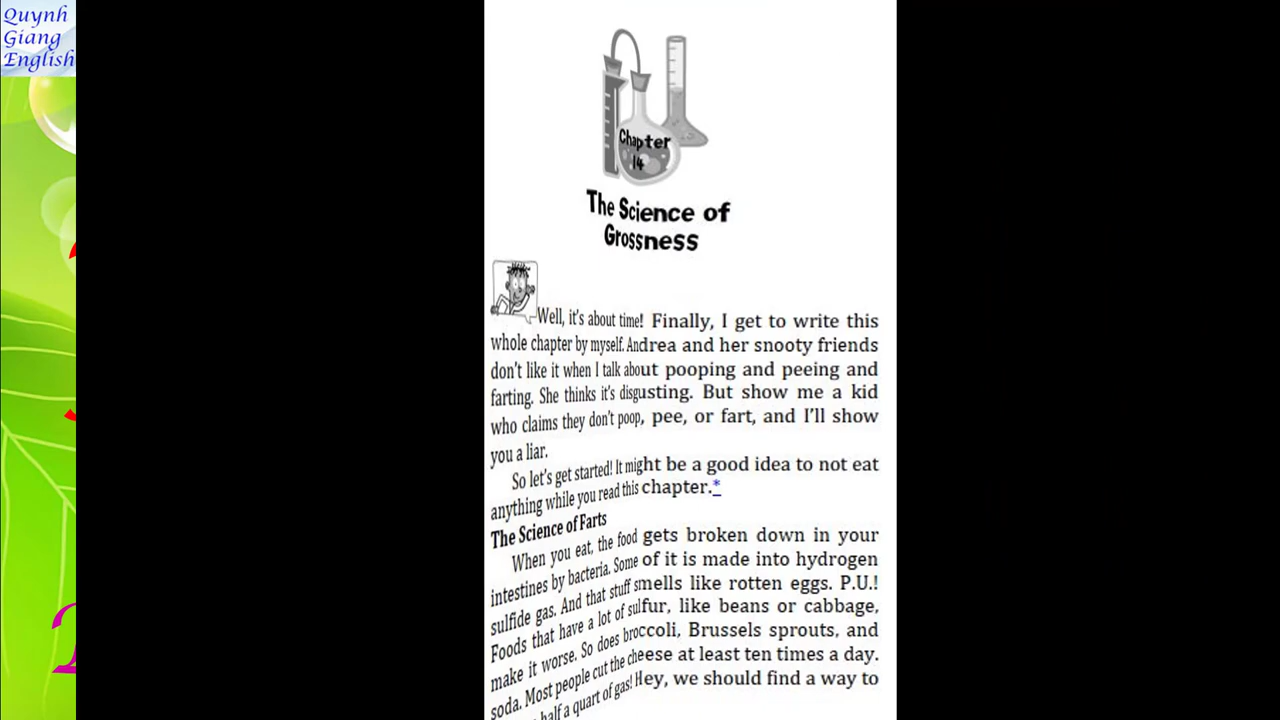 Quynh
Giang
English
Chapter
14
The Science of
Grossness
Well, it's about time! Finally, I get to write this
whole chapter by myself. Andrea and her snooty friends
don't like it when I talk about pooping and peeing and
farting. She thinks it's disgusting. But show me a kid
who claims they don't poop, pee, or fart, and I'll show
you a liar.
So let's get started! It might be a good idea to not eat
anything while you read this chapter.*
The Science of Farts
When you eat, the food gets broken down in your
intestines by bacteria. Some of it is made into hydrogen
sulfide gas. And that stuff smells like rotten eggs. P.U.!
Foods that have a lot of sulfur, like beans or cabbage,
make it worse. So does broccoli, Brussels sprouts, and
soda. Most people cut the cheese at least ten times a day.
half a quart of gas! Hey, we should find a way to